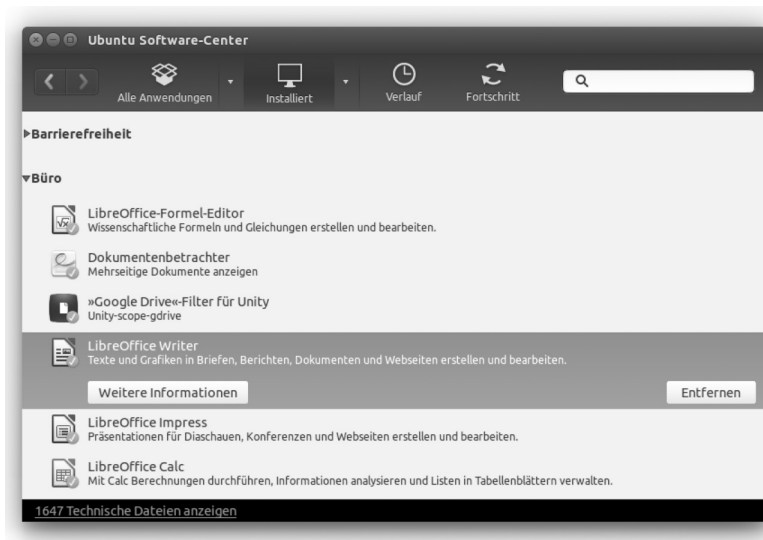 Ubuntu Software-Center
Alle Anwendungen
Installiert
Verlauf
Fortschritt
Barrierefreiheit
Büro
LibreOffice-Formel-Editor
Wissenschaftliche Formeln und Gleichungen erstellen und bearbeiten.
Dokumentenbetrachter
Mehrseitige Dokumente anzeigen
»Google Drive«-Filter für Unity
Unity-scope-gdrive
LibreOffice Writer
Texte und Grafiken in Briefen, Berichten, Dokumenten und Webseiten erstellen und bearbeiten.
Weitere Informationen
Entfernen
LibreOffice Impress
Präsentationen für Diaschauen, Konferenzen und Webseiten erstellen und bearbeiten.
LibreOffice Calc
Mit Calc Berechnungen durchführen, Informationen analysieren und Listen in Tabellenblättern verwalten.
1647 Technische Dateien anzeigen